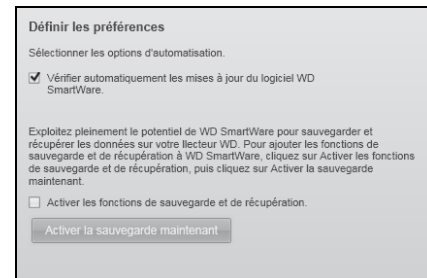 Définir les préférences
Sélectionner les options d'automatisation.
Vérifier automatiquement les mises à jour du logiciel WD
SmartWare.
Exploitez pleinement le potentiel de WD SmartWare pour sauvegarder et
récupérer les données sur votre llecteur WD. Pour ajouter les fonctions de
sauvegarde et de récupération à WD SmartWare, cliquez sur Activer les fonctions
de sauvegarde et de récupération, puis cliquez sur Activer la sauvegarde
maintenant.
Activer les fonctions de sauvegarde et de récupération.
Activer la sauvegarde maintenant